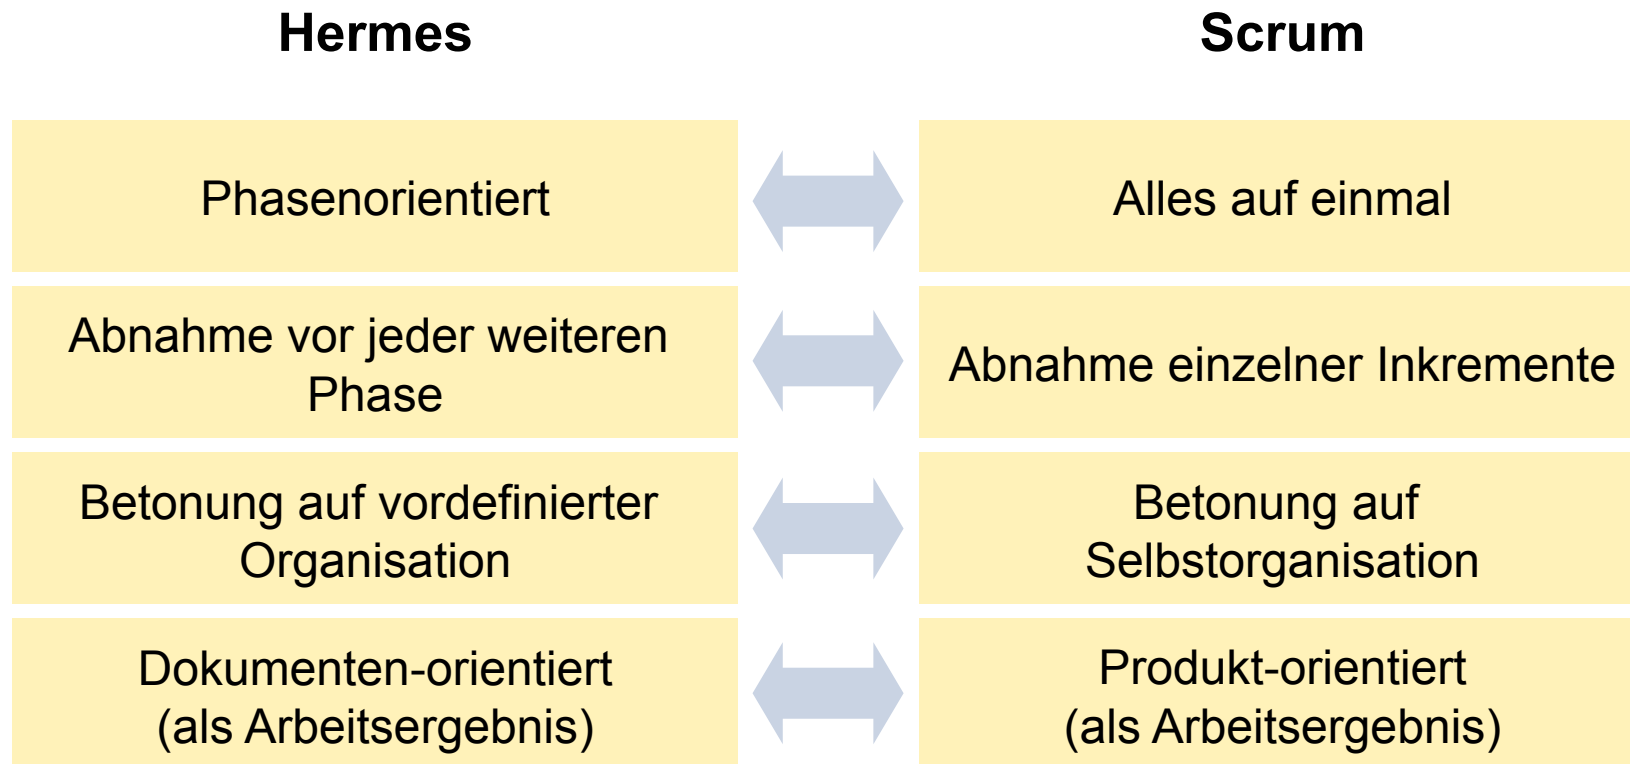 Hermes
Scrum
Phasenorientiert
Alles auf einmal
Abnahme vor jeder weiteren
Phase
Abnahme einzelner Inkremente
Betonung auf vordefinierter
Organisation
Betonung auf
Selbstorganisation
Dokumenten-orientiert
(als Arbeitsergebnis)
Produkt-orientiert
(als Arbeitsergebnis)